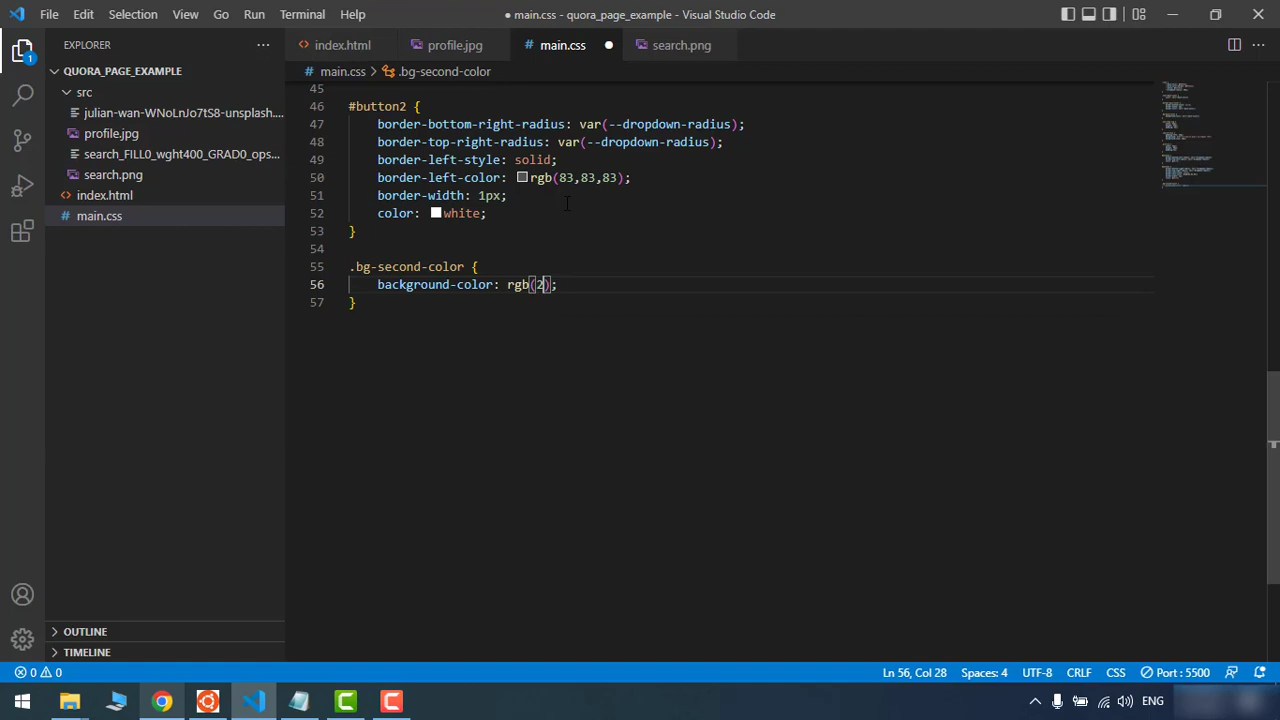 File Edit Selection View Go Run Terminal Help
● main.css - quora_page_example - Visual Studio Code
EXPLORER
QUORA_PAGE_EXAMPLE
src
julian-wan-WNoLnJo7tS8-unsplash....
profile.jpg
search_FILL0_wght400_GRAD0_ops...
search.png
index.html
main.css
OUTLINE
TIMELINE
1
index.html profile.jpg main.css search.png
main.css > .bg-second-color
45
46 #button2 {
47 border-bottom-right-radius: var(--dropdown-radius);
48 border-top-right-radius: var(--dropdown-radius);
49 border-left-style: solid;
50 border-left-color: rgb(83,83,83);
51 border-width: 1px;
52 color: white;
53 }
54
55 .bg-second-color {
56 background-color: rgb(2);
57 }
0 0 Ln 56, Col 28 Spaces: 4 UTF-8 CRLF CSS Port : 5500
ENG